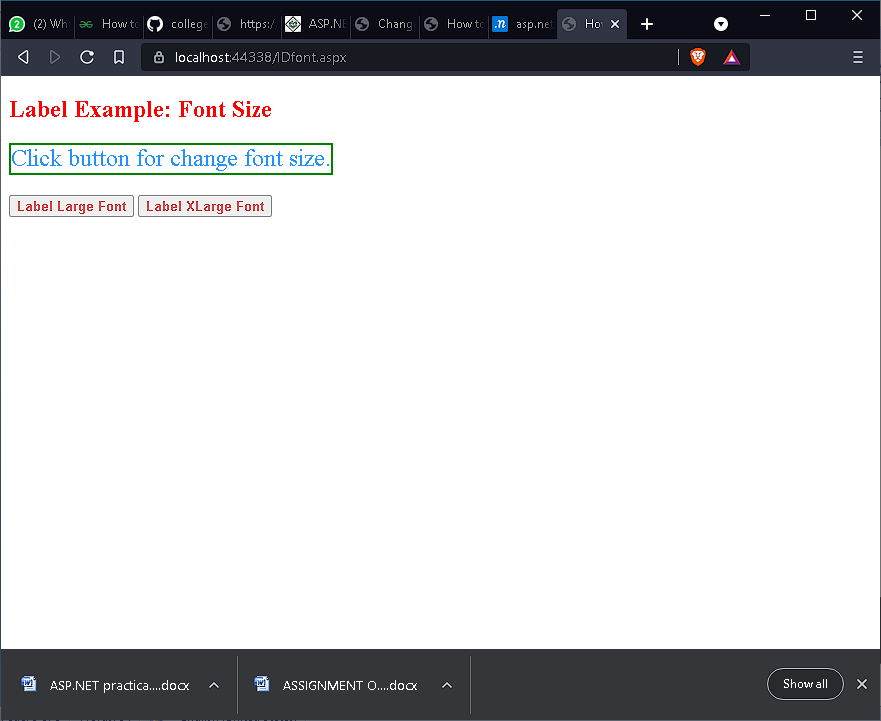 (2) Wh
How to
college
https:/
ASP.NE
Chang
How to
asp.net
Ho
localhost:44338/IDfont.aspx
Label Example: Font Size
Click button for change font size.
Label Large Font Label XLarge Font
ASP.NET practica....docx
ASSIGNMENT O....docx
Show all